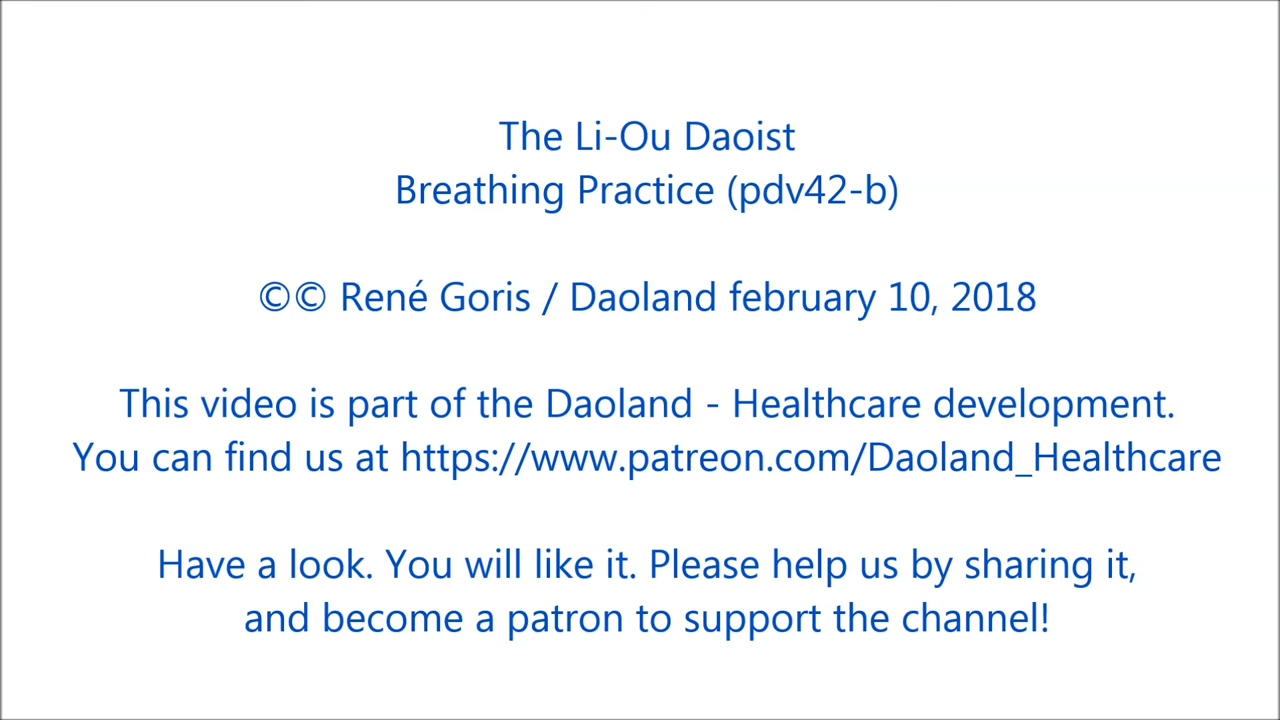 The Li-Ou Daoist
Breathing Practice (pdv42-b)
©© René Goris / Daoland february 10, 2018
This video is part of the Daoland - Healthcare development.
You can find us at https://www.patreon.com/Daoland_Healthcare
Have a look. You will like it. Please help us by sharing it,
and become a patron to support the channel!